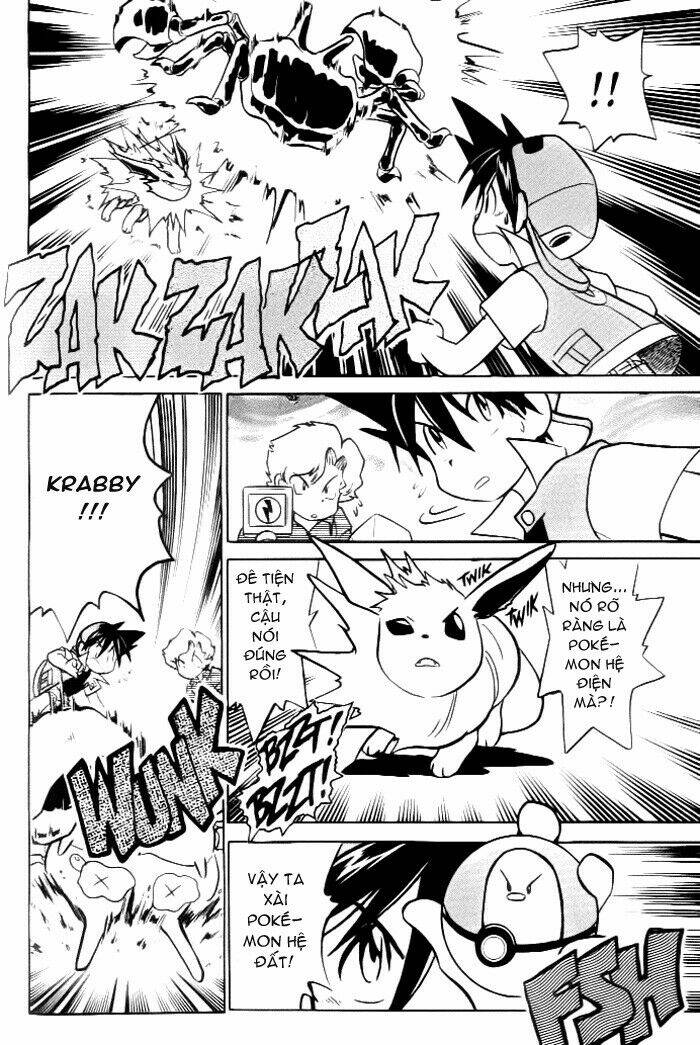 !!
ZAK ZAK ZAK
KRABBY
!!!
WUNK
NHƯNG...
NÓ RÕ
RÀNG LÀ
POKÉ-
MON HỆ
ĐIỆN
MÀ?!
TWIK
TWIK
ĐÊ TIỆN
THẬT,
CẬU
NÓI
ĐÚNG
RỒI!
BZZT!
BZZT!
VẬY TA
XÀI
POKÉ-
MON HỆ
ĐẤT!
FSH